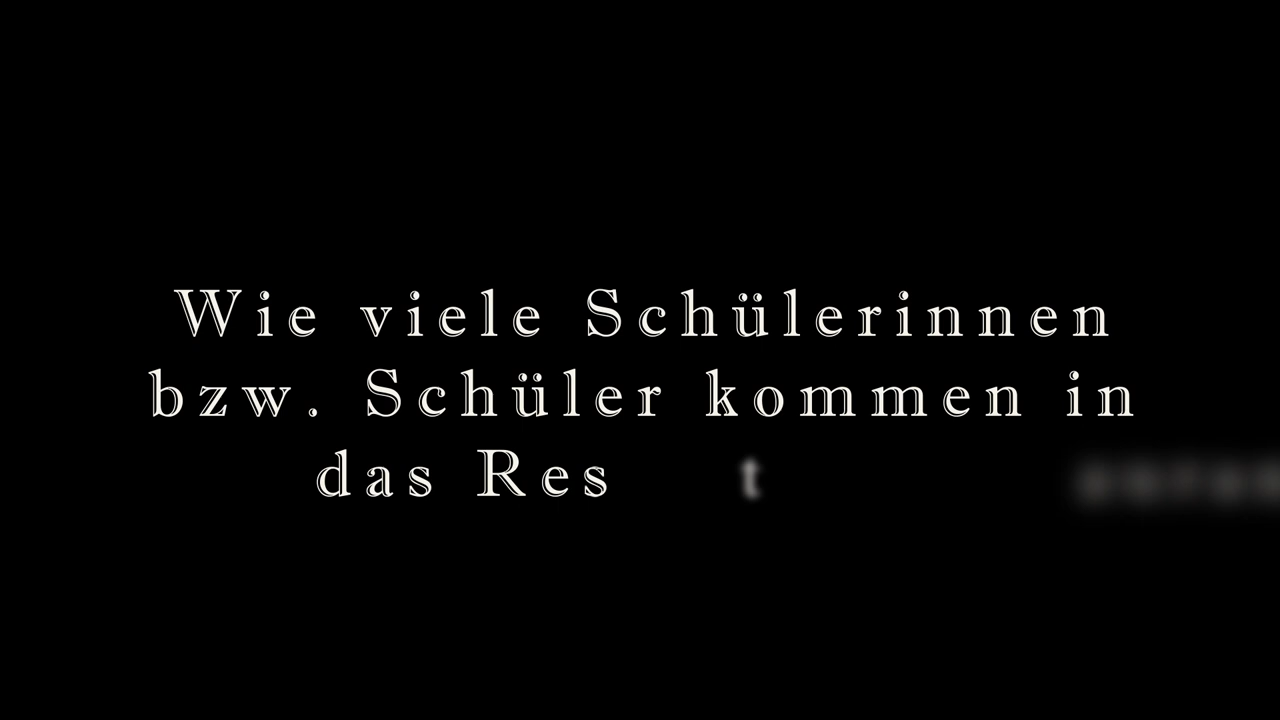 Wie viele Schülerinnen
bzw. Schüler kommen in
das Res t